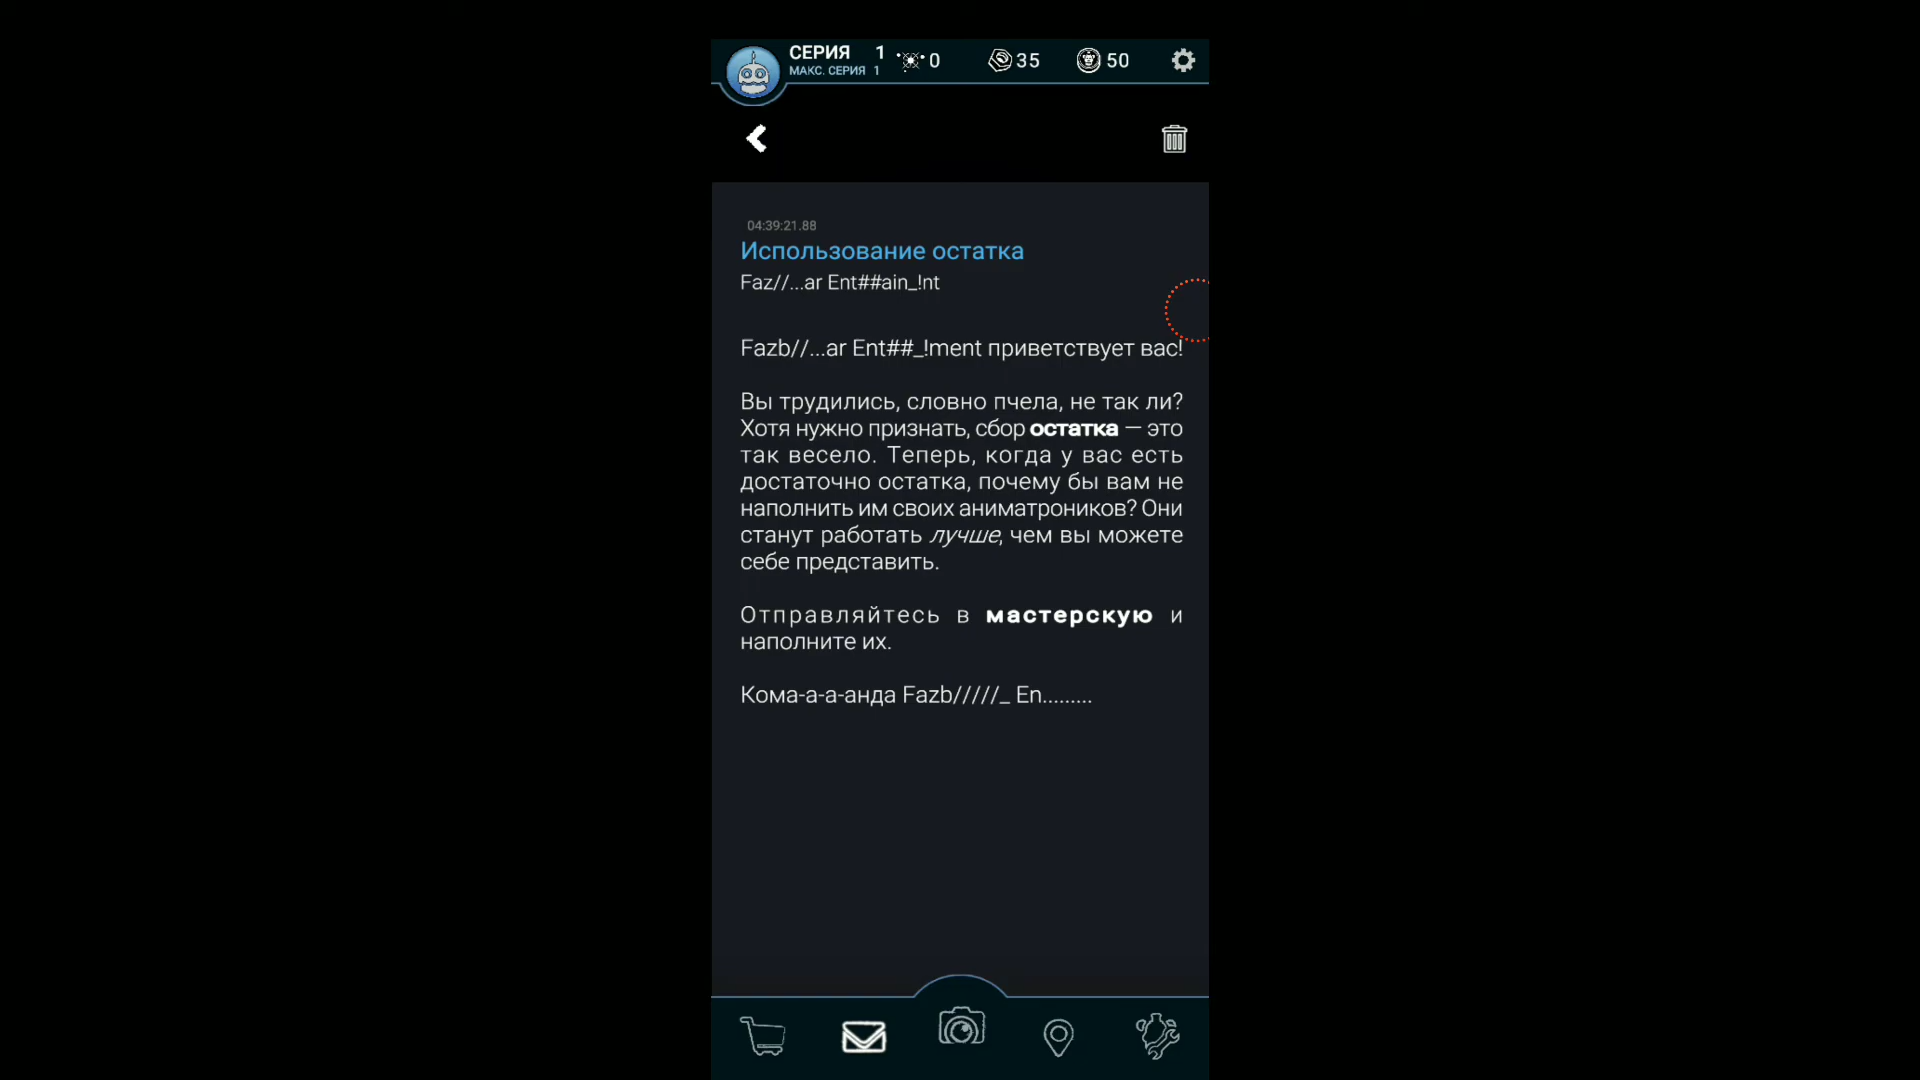 СЕРИЯ 1 0 35 50
МАКС. СЕРИЯ 1
04:39:21.88
Использование остатка
Faz//...ar Ent##ain_!nt
Fazb//...ar Ent##_!ment приветствует вас!
Вы трудились, словно пчела, не так ли?
Хотя нужно признать, сбор остатка — это
так весело. Теперь, когда у вас есть
достаточно остатка, почему бы вам не
наполнить им своих аниматроников? Они
станут работать лучше, чем вы можете
себе представить.
Отправляйтесь в мастерскую и
наполните их.
Кома-а-а-анда Fazb/////_ En.........